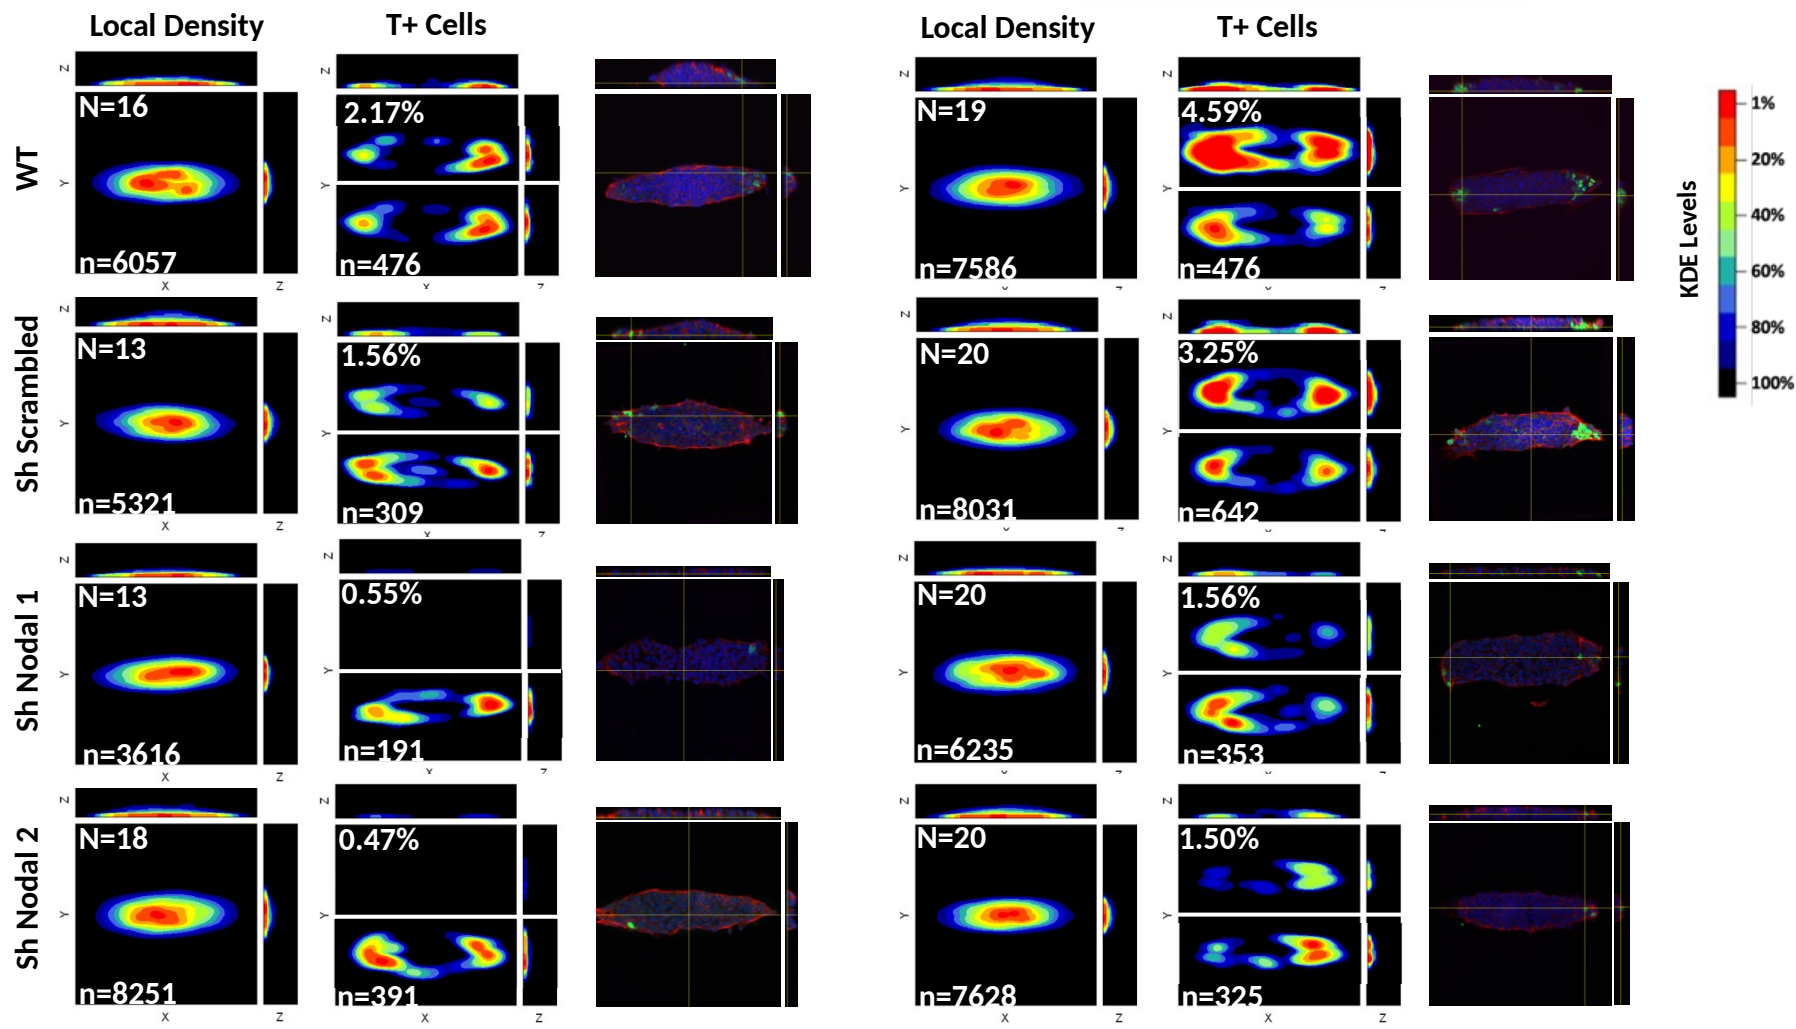 Local Density T+ Cells Local Density T+ Cells
WT
Z Z Z Z
N=16 2.17% N=19 4.59%
Y Y Y Y
n=6057 n=476 n=7586 n=476
X Z X Z
Sh Scrambled
Z Z Z Z
N=13 1.56% N=20 3.25%
Y Y Y Y
n=5321 n=309 n=8031 n=642
X Z X Z
Sh Nodal 1
Z Z Z Z
N=13 0.55% N=20 1.56%
Y Y Y Y
n=3616 n=191 n=6235 n=353
X Z X Z
Sh Nodal 2
Z Z Z Z
N=18 0.47% N=20 1.50%
Y Y Y Y
n=8251 n=391 n=7628 n=325
X Z X Z X Z X Z
KDE Levels
1%
20%
40%
60%
80%
100%